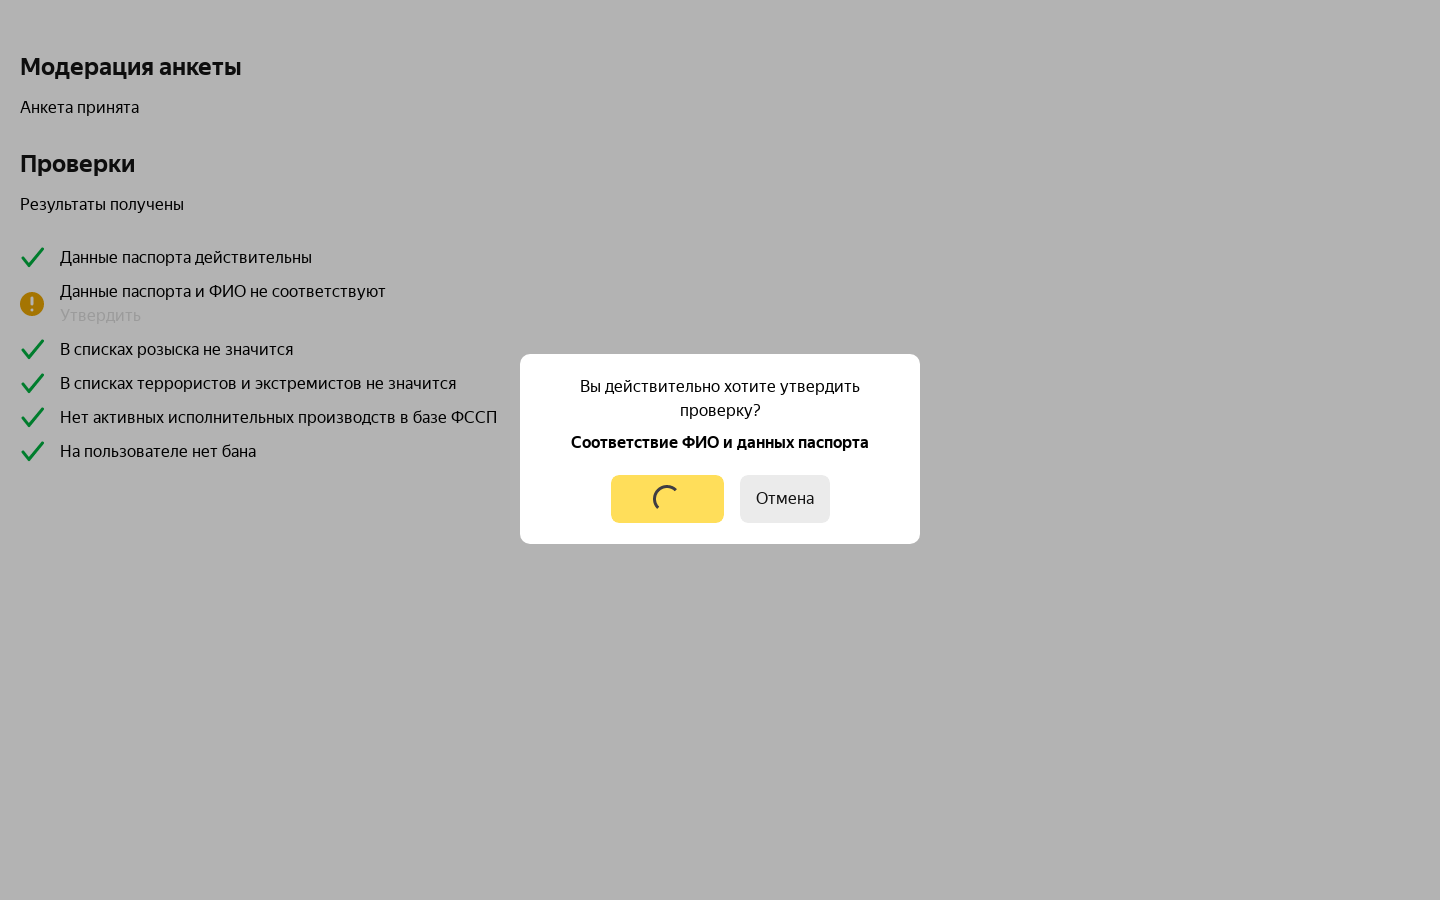 Модерация анкеты
Анкета принята
Проверки
Результаты получены
Данные паспорта действительны
Данные паспорта и ФИО не соответствуют
Утвердить
В списках розыска не значится
В списках террористов и экстремистов не значится
Нет активных исполнительных производств в базе ФССП
На пользователе нет бана
Вы действительно хотите утвердить
проверку?
Соответствие ФИО и данных паспорта
Отмена